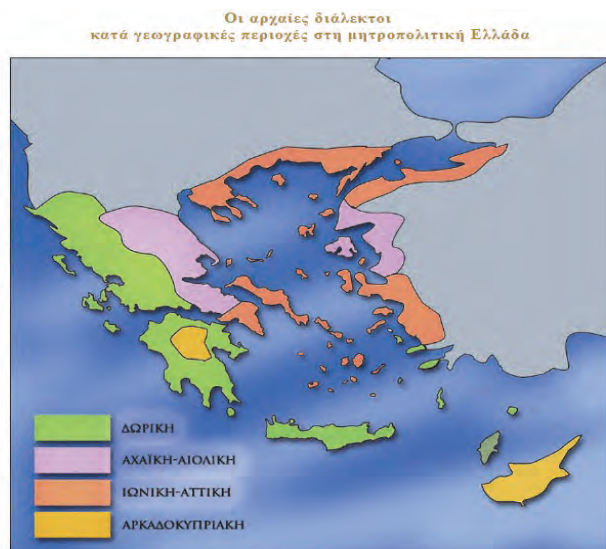 Οι αρχαίες διάλεκτοι
κατά γεωγραφικές περιοχές στη μητροπολιτική Ελλάδα
ΔΩΡΙΚΗ
ΑΧΑΪΚΗ-ΑΙΟΛΙΚΗ
ΙΩΝΙΚΗ-ΑΤΤΙΚΗ
ΑΡΚΑΔΟΚΥΠΡΙΑΚΗ